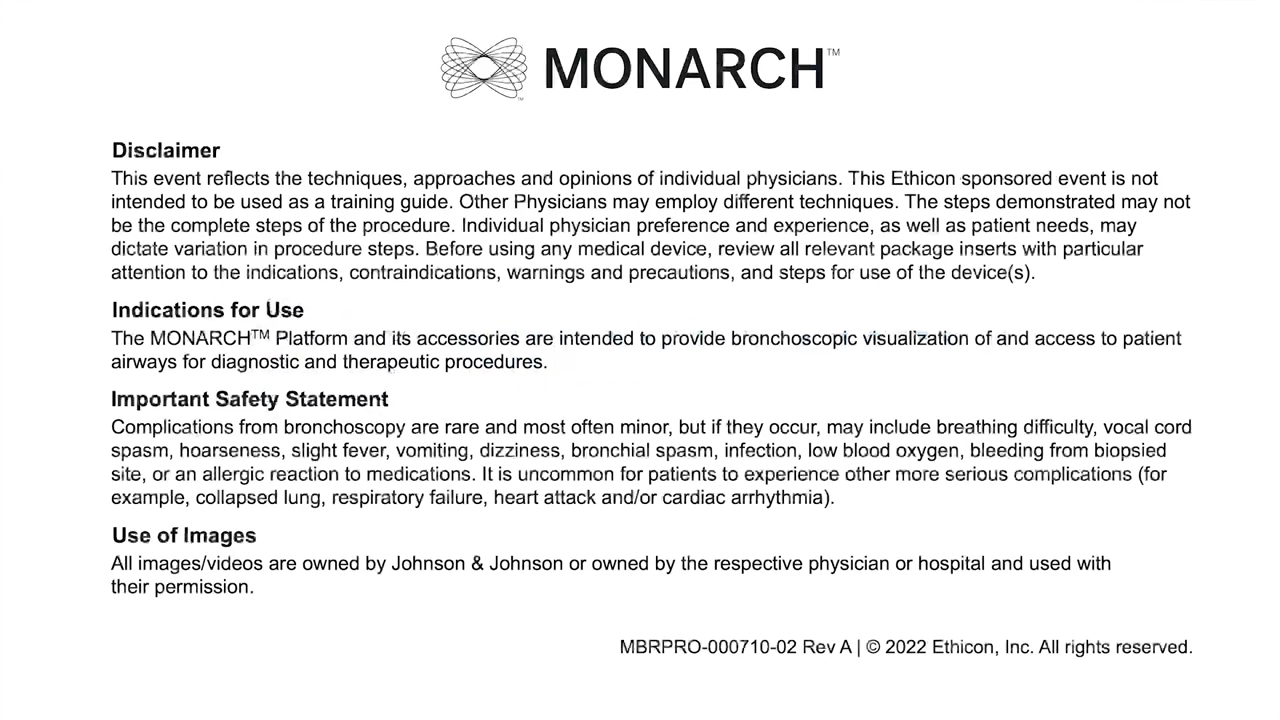 MONARCH™
Disclaimer
This event reflects the techniques, approaches and opinions of individual physicians. This Ethicon sponsored event is not
intended to be used as a training guide. Other Physicians may employ different techniques. The steps demonstrated may not
be the complete steps of the procedure. Individual physician preference and experience, as well as patient needs, may
dictate variation in procedure steps. Before using any medical device, review all relevant package inserts with particular
attention to the indications, contraindications, warnings and precautions, and steps for use of the device(s).
Indications for Use
The MONARCH™ Platform and its accessories are intended to provide bronchoscopic visualization of and access to patient
airways for diagnostic and therapeutic procedures.
Important Safety Statement
Complications from bronchoscopy are rare and most often minor, but if they occur, may include breathing difficulty, vocal cord
spasm, hoarseness, slight fever, vomiting, dizziness, bronchial spasm, infection, low blood oxygen, bleeding from biopsied
site, or an allergic reaction to medications. It is uncommon for patients to experience other more serious complications (for
example, collapsed lung, respiratory failure, heart attack and/or cardiac arrhythmia).
Use of Images
All images/videos are owned by Johnson & Johnson or owned by the respective physician or hospital and used with
their permission.
MBRPRO-000710-02 Rev A | © 2022 Ethicon, Inc. All rights reserved.